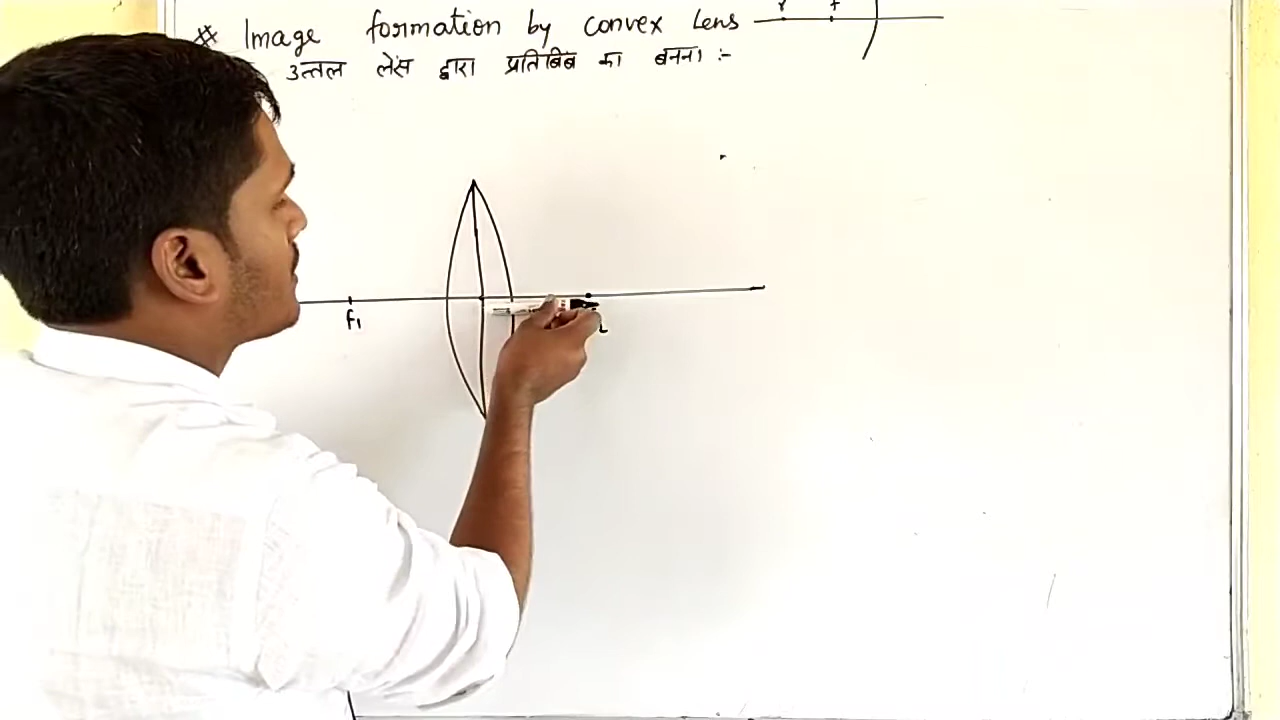 # Image formation by convex Lens
उत्तल लेंस द्वारा प्रतिबिंब का बनना :-
f₁